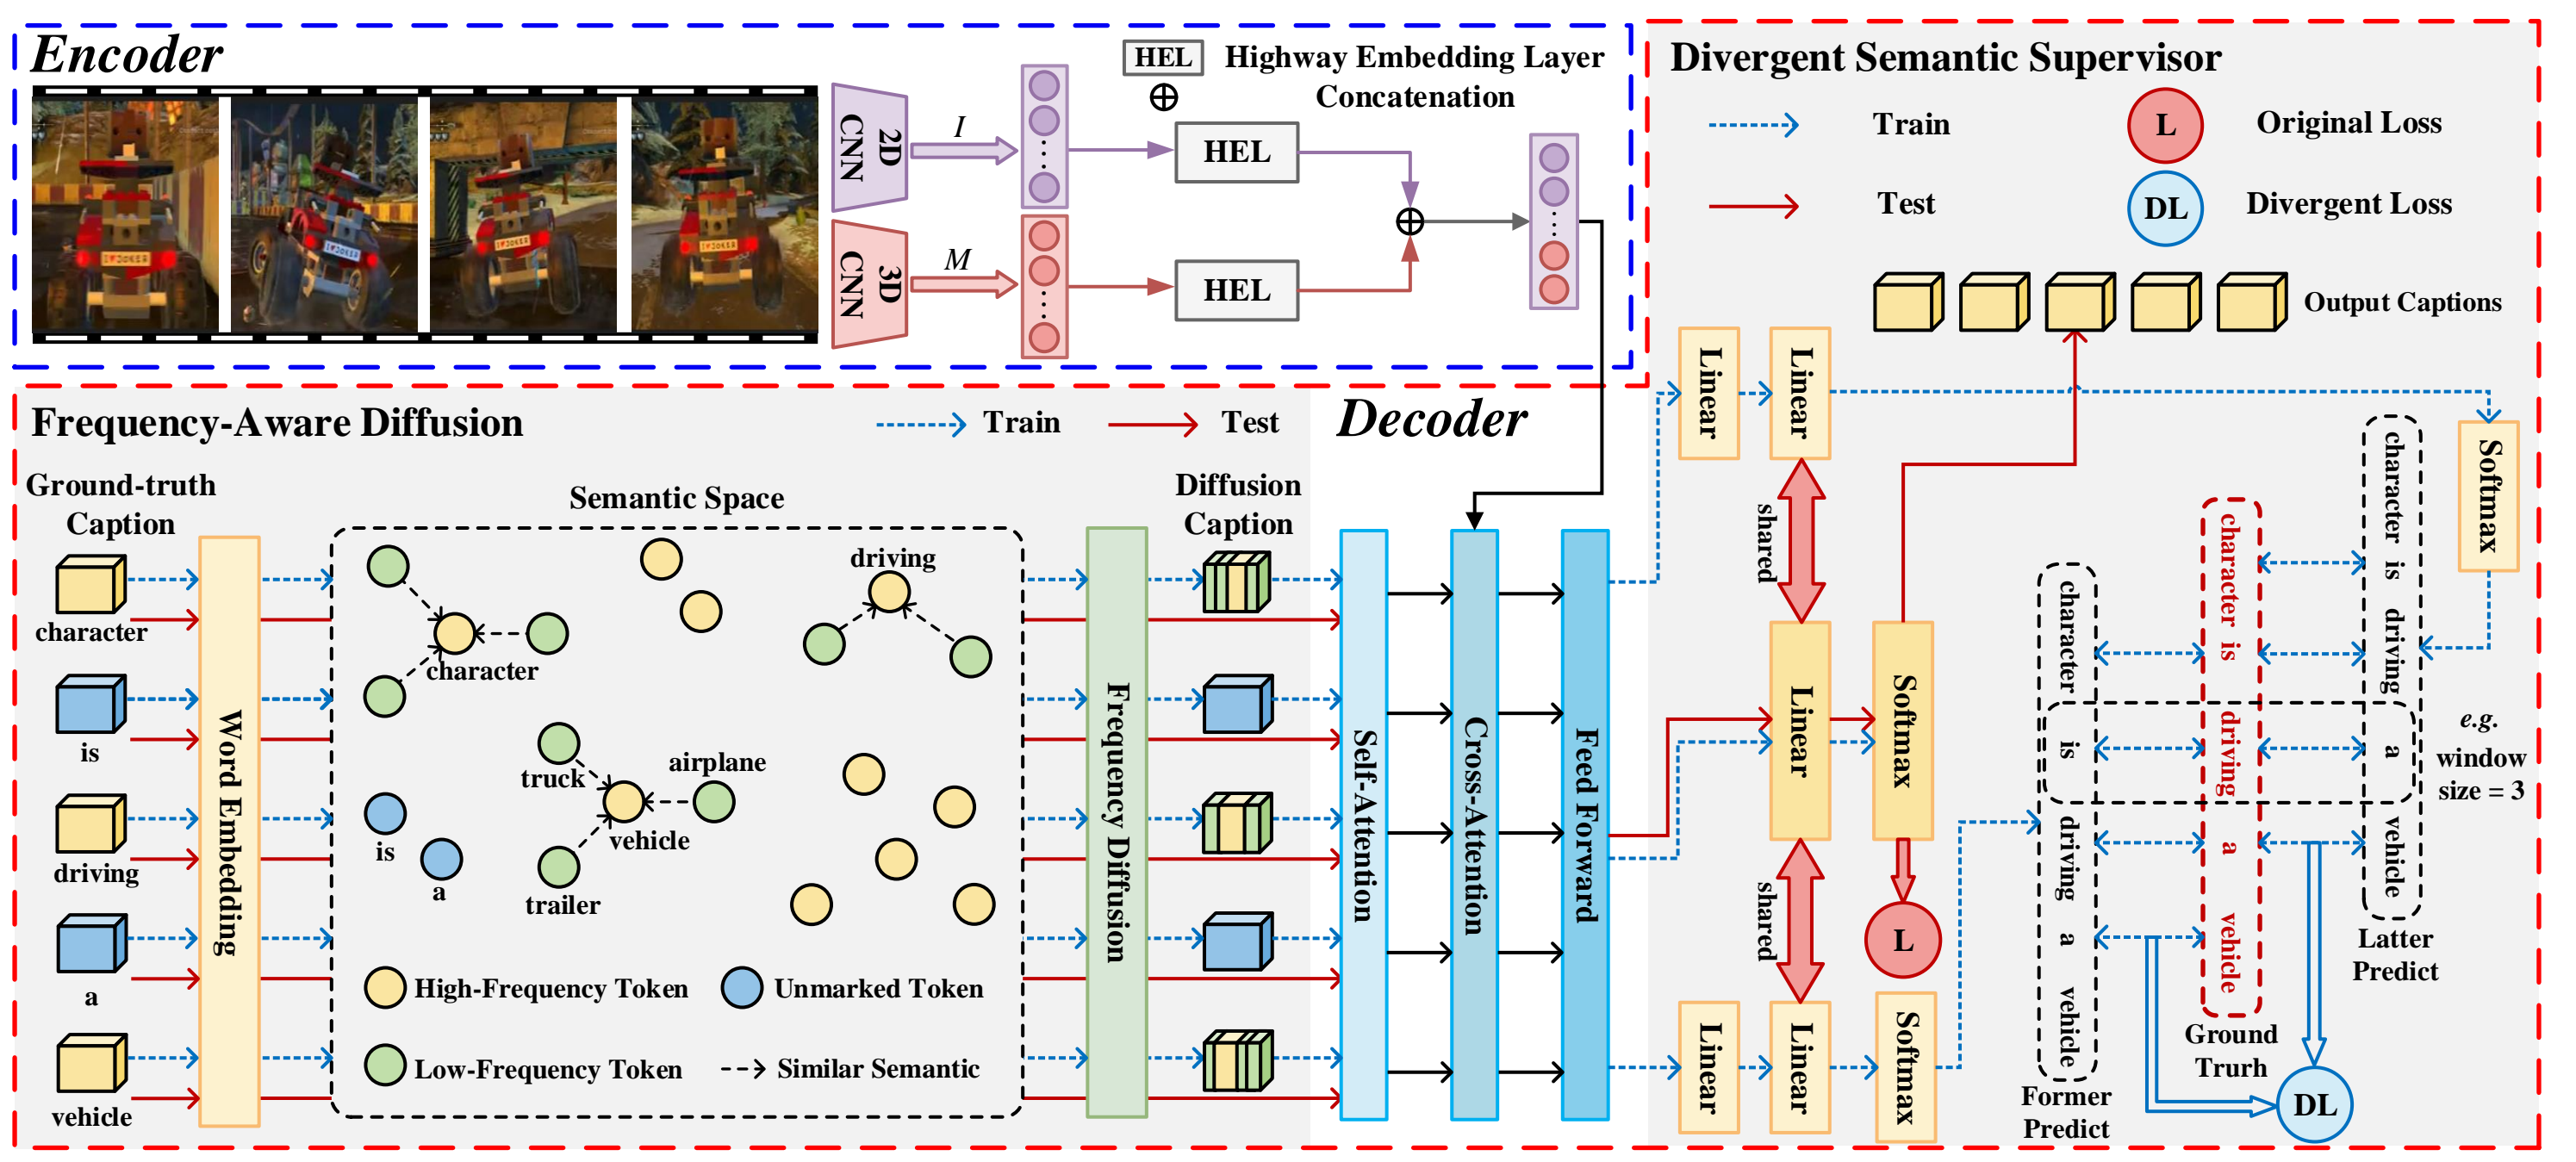 Encoder
I♥JOKER
I♥JOKER
I♥JOKER
I♥JOKER
2D
CNN
3D
CNN
I
M
HEL
Highway Embedding Layer
Concatenation
HEL
HEL
Divergent Semantic Supervisor
Train
L
Original Loss
Test
DL
Divergent Loss
Output Captions
Linear
Linear
Softmax
Frequency-Aware Diffusion
Train
Test
Decoder
Ground-truth
Caption
Semantic Space
Diffusion
Caption
character
is
driving
a
vehicle
Word Embedding
character
driving
truck
airplane
vehicle
trailer
is
a
High-Frequency Token
Unmarked Token
Low-Frequency Token
Similar Semantic
Frequency Diffusion
Self-Attention
Cross-Attention
Feed Forward
shared
Linear
Softmax
shared
L
Linear
Linear
Softmax
character is driving a vehicle
Former
Predict
character is driving a vehicle
Ground
Trurh
character is driving a vehicle
Latter
Predict
e.g.
window
size = 3
DL